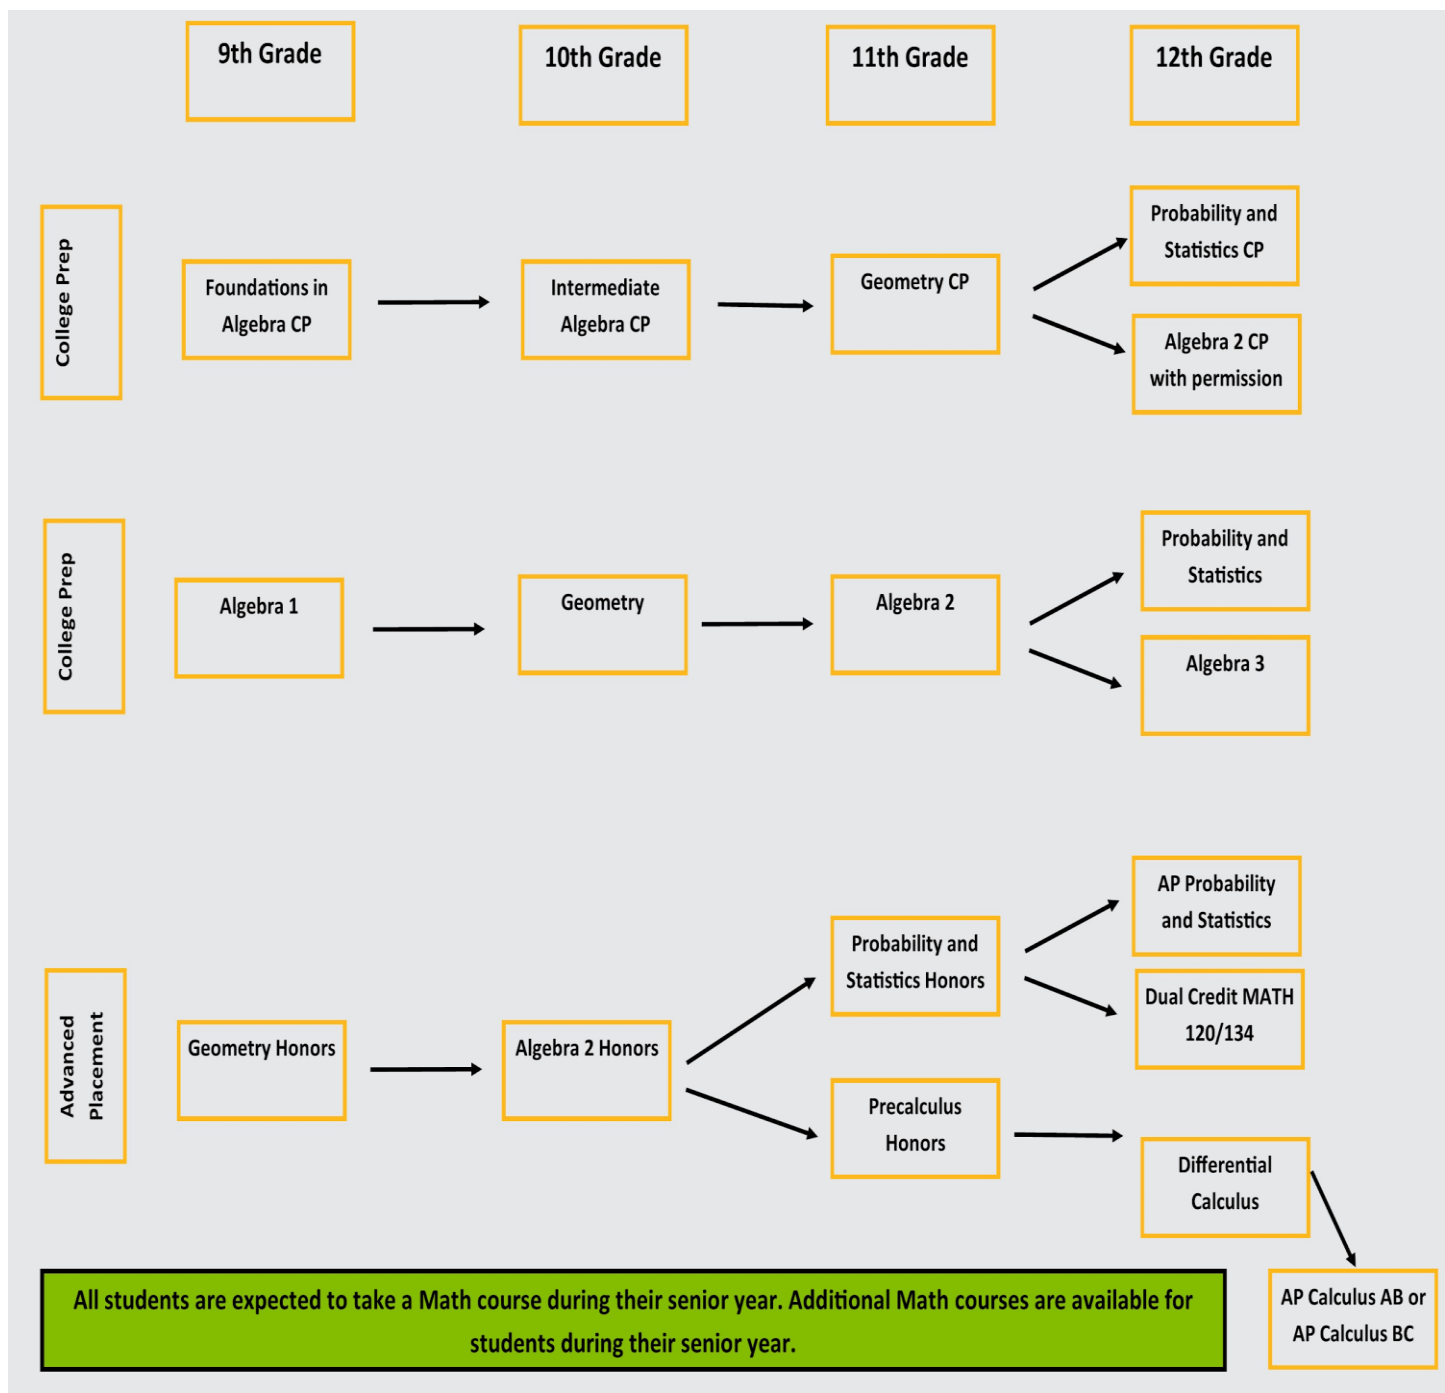 9th Grade
10th Grade
11th Grade
12th Grade
College Prep
Foundations in
Algebra CP
Intermediate
Algebra CP
Geometry CP
Probability and
Statistics CP
Algebra 2 CP
with permission
College Prep
Algebra 1
Geometry
Algebra 2
Probability and
Statistics
Algebra 3
Advanced
Placement
Geometry Honors
Algebra 2 Honors
Probability and
Statistics Honors
AP Probability
and Statistics
Dual Credit MATH
120/134
Precalculus
Honors
Differential
Calculus
AP Calculus AB or
AP Calculus BC
All students are expected to take a Math course during their senior year. Additional Math courses are available for
students during their senior year.